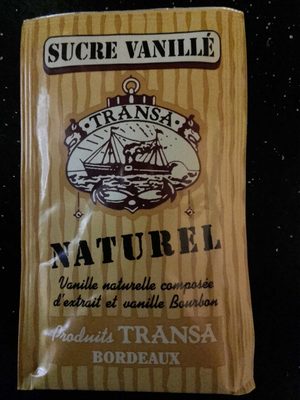 SUCRE VANILLÉ
TRANSA
NATUREL
Vanille naturelle composée
d'extrait et vanille Bourbon
Produits TRANSA
BORDEAUX